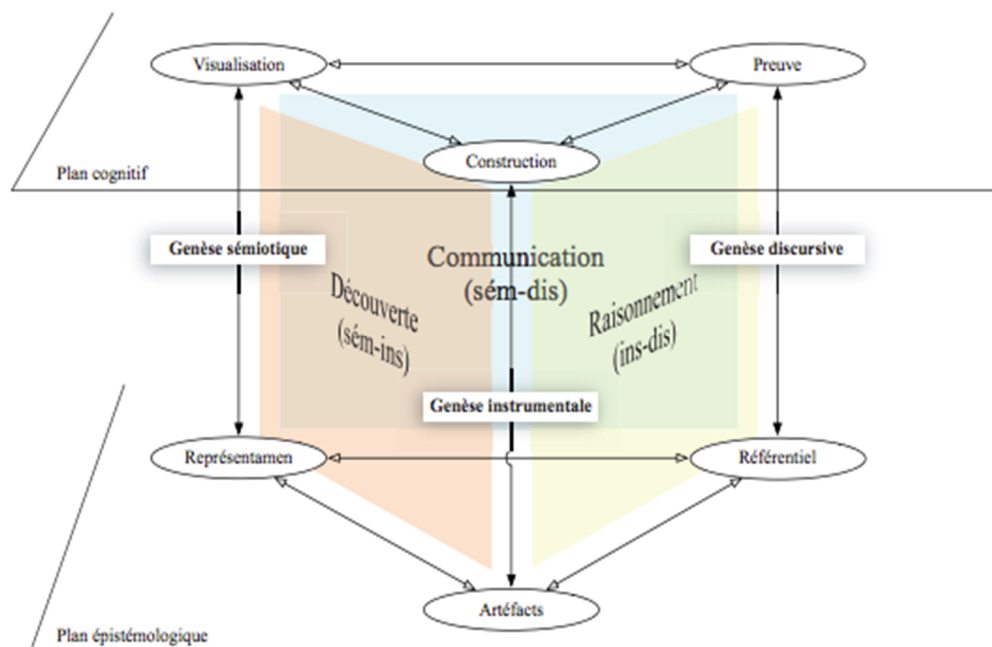 Visualisation
Preuve
Construction
Plan cognitif
Genèse sémiotique
Genèse discursive
Communication
(sém-dis)
Découverte
(sém-ins)
Raisonnement
(ins-dis)
Genèse instrumentale
Représentamen
Référentiel
Artéfacts
Plan épistémologique